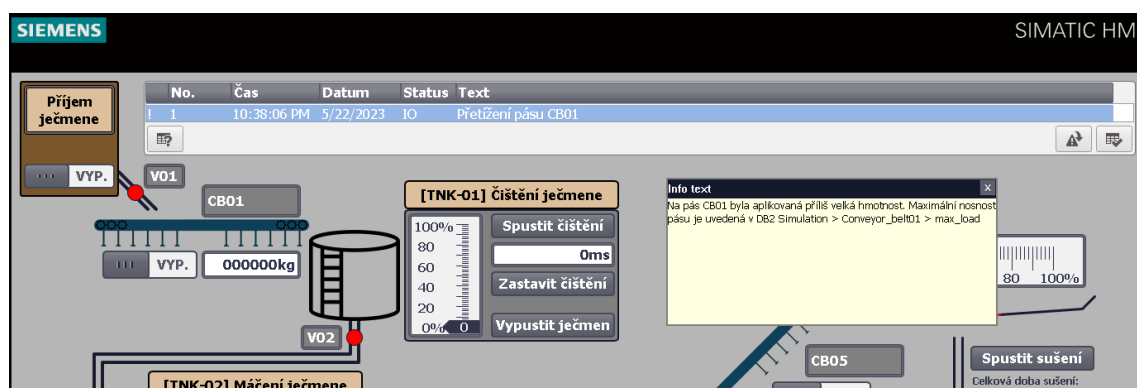 SIEMENS
SIMATIC HM
Příjem
ječmene
No. Čas Datum Status Text
! 1 10:38:06 PM 5/22/2023 IO Přetížení pásu CB01
VYP.
V01
CB01
VYP.
000000kg
[TNK-01] Čištění ječmene
100%
80
60
40
20
0%
0
Spustit čištění
0ms
Zastavit čištění
Vypustit ječmen
V02
Info text X
Na pás CB01 byla aplikovaná příliš velká hmotnost. Maximální nosnost
pásu je uvedená v DB2 Simulation > Conveyor_belt01 > max_load
80 100%
CB05
Spustit sušení
Celková doba sušení:
[TNK-02] Máčení ječmene